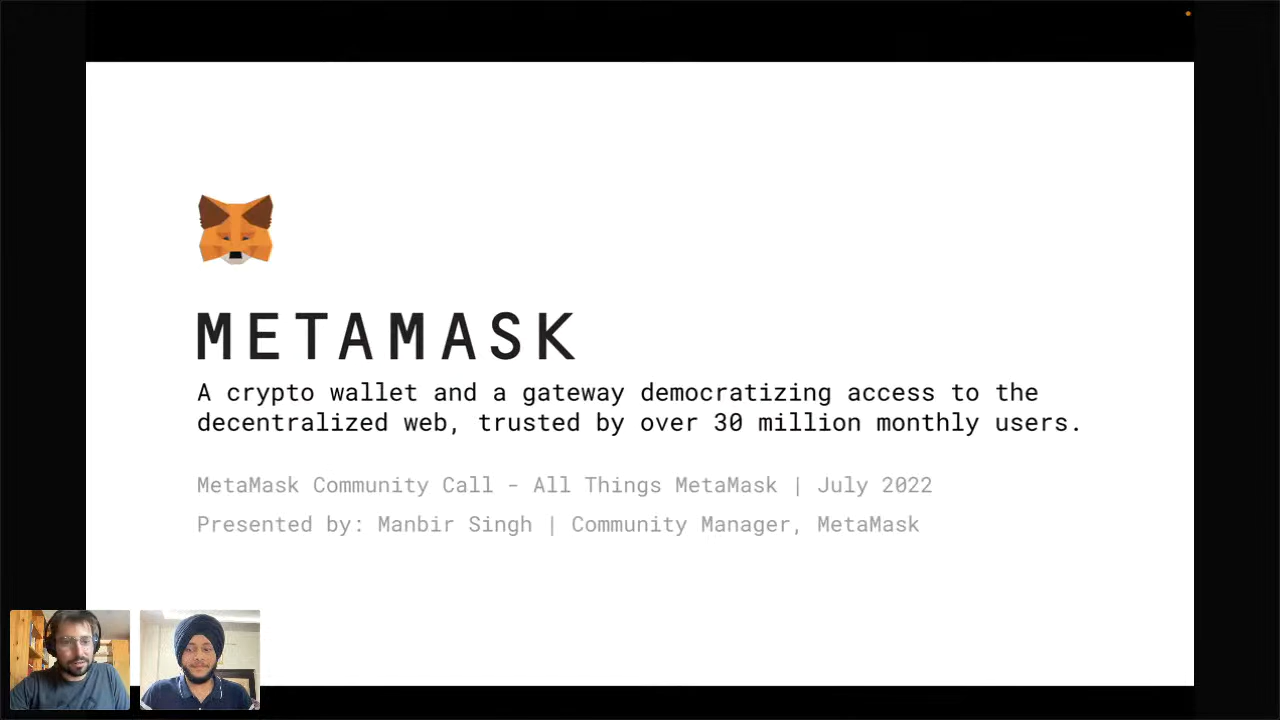 METAMASK
A crypto wallet and a gateway democratizing access to the
decentralized web, trusted by over 30 million monthly users.
MetaMask Community Call - All Things MetaMask | July 2022
Presented by: Manbir Singh | Community Manager, MetaMask